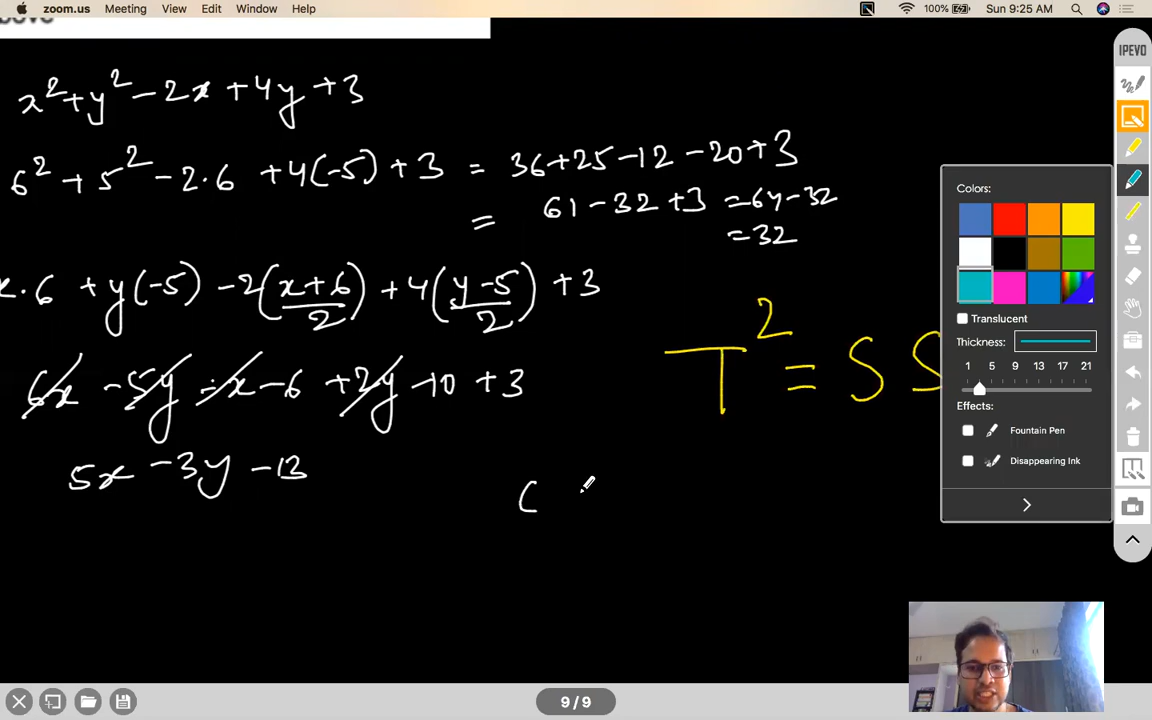 zoom.us Meeting View Edit Window Help 100% Sun 9:25 AM
IPEVO
x²+y²-2x+4y+3
6²+5²-2·6+4(-5)+3 = 36+25-12-20+3
= 61-32+3 =64-32
=32
x·6+y(-5)-2(x+6/2)+4(y-5/2)+3
T²=SS
6x-5y-x-6+2y-10+3
5x-3y-13
(
Colors:
Translucent
Thickness:
1 5 9 13 17 21
Effects:
Fountain Pen
Disappearing Ink
9/9